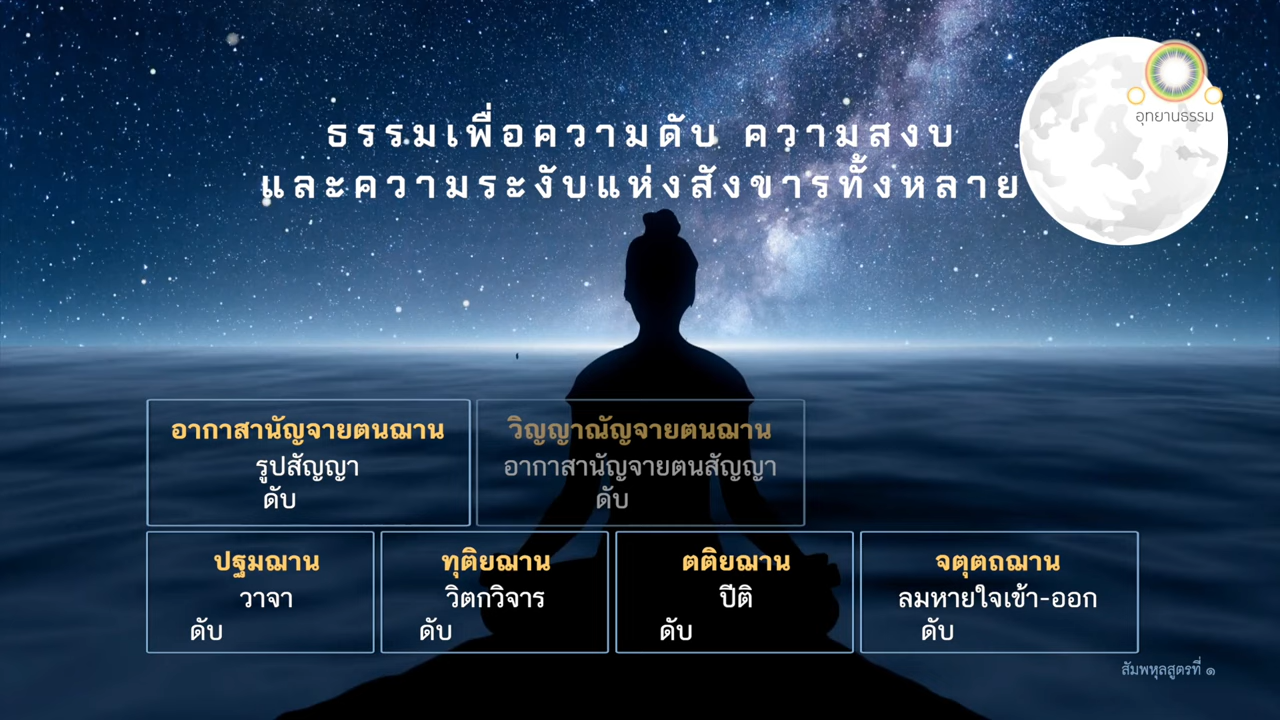 อุทยานธรรม
ธรรมเพื่อความดับ ความสงบ
และความระงับแห่งสังขารทั้งหลาย
อากาสานัญจายตนฌาน
รูปสัญญา
ดับ
วิญญาณัญจายตนฌาน
อากาสานัญจายตนสัญญา
ดับ
ปฐมฌาน
วาจา
ดับ
ทุติยฌาน
วิตกวิจาร
ดับ
ตติยฌาน
ปีติ
ดับ
จตุตถฌาน
ลมหายใจเข้า-ออก
ดับ
สัมพหุลสูตรที่ ๑